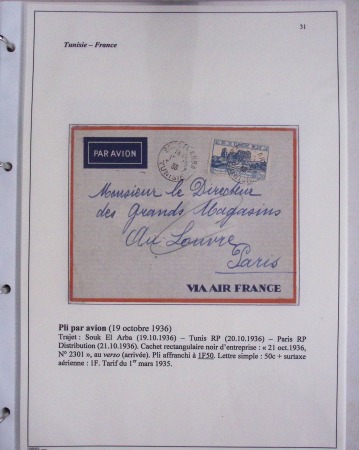 31
Tunisie – France
PAR AVION
TUNISIE
Monsieur le Directeur
des Grands Magasins
Au Louvre
Paris
VIA AIR FRANCE
Pli par avion (19 octobre 1936)
Trajet : Souk El Arba (19.10.1936) – Tunis RP (20.10.1936) – Paris RP
Distribution (21.10.1936). Cachet rectangulaire noir d'entreprise : « 21 oct.1936,
N° 2301 », au verso (arrivée). Pli affranchi à 1F50. Lettre simple : 50c + surtaxe
aérienne : 1F. Tarif du 1er mars 1935.